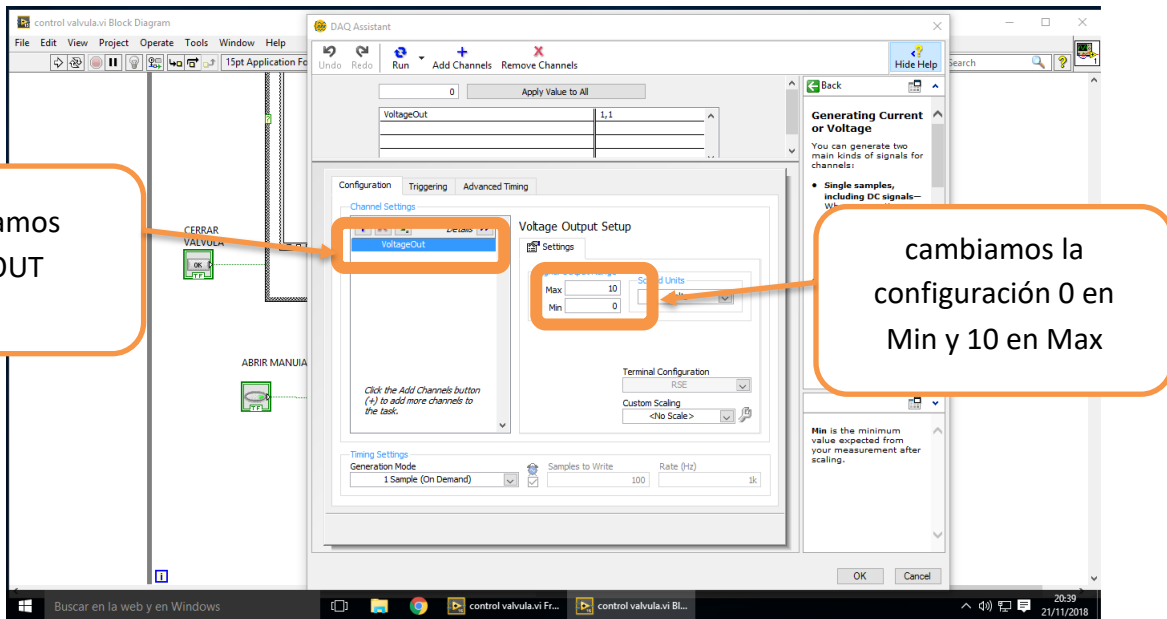 control valvula.vi Block Diagram
File Edit View Project Operate Tools Window Help
15pt Application Fo
Search
1
DAQ Assistant
Undo Redo Run Add Channels Remove Channels Hide Help
0 Apply Value to All
VoltageOut 1,1
Back
Generating Current
or Voltage
You can generate two
main kinds of signals for
channels:
• Single samples,
including DC signals—
Configuration Triggering Advanced Timing
Channel Settings
Details
VoltageOut
Voltage Output Setup
Settings
Max 10
Min 0
Units
Terminal Configuration
RSE
Custom Scaling
<No Scale>
Click the Add Channels button
(+) to add more channels to
the task.
Timing Settings
Generation Mode
1 Sample (On Demand)
Samples to Write
100
Rate (Hz)
1k
Min is the minimum
value expected from
your measurement after
scaling.
OK Cancel
CERRAR
VALVULA
OK
TF
ABRIR MANUIA
TF
amos
OUT
cambiamos la
configuración 0 en
Min y 10 en Max
Buscar en la web y en Windows
control valvula.vi Fr...
control valvula.vi Bl...
20:39
21/11/2018